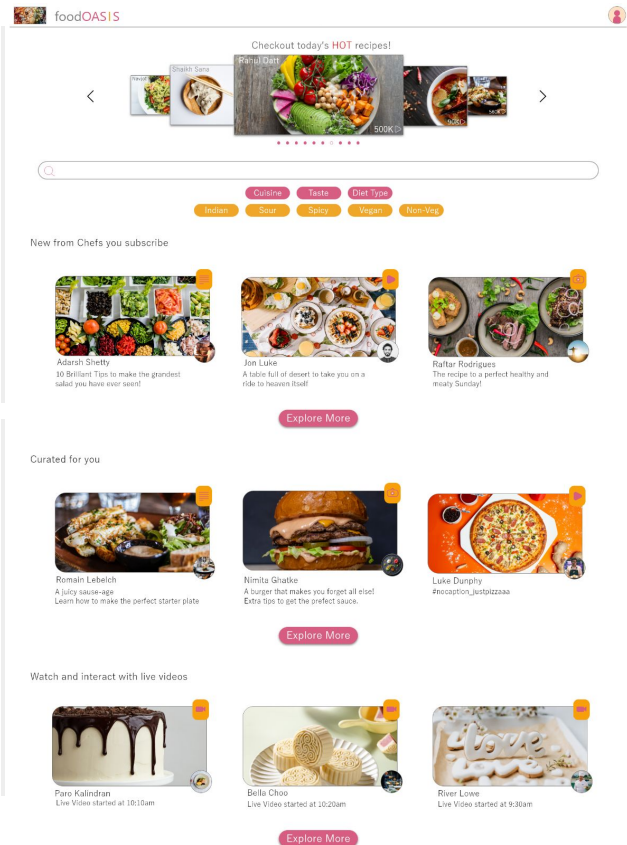 foodOASIS
Checkout today's HOT recipes!
Shaikh Sana
Rahul Datt
500K
Cuisine
Taste
Diet Type
Indian
Sour
Spicy
Vegan
Non-Veg
New from Chefs you subscribe
Adarsh Shetty
10 Brilliant Tips to make the grandest
salad you have ever seen!
Jon Luke
A table full of desert to take you on a
ride to heaven itself
Raftar Rodrigues
The recipe to a perfect healthy and
meaty Sunday!
Explore More
Curated for you
Romain Lebelch
A juicy sause-age
Learn how to make the perfect starter plate
Nimita Ghatke
A burger that makes you forget all else!
Extra tips to get the prefect sauce.
Luke Dunphy
#nocaption_justpizzaaa
Explore More
Watch and interact with live videos
Paro Kalindran
Live Video started at 10:10am
Bella Choo
Live Video started at 10:20am
River Lowe
Live Video started at 9:30am
Explore More